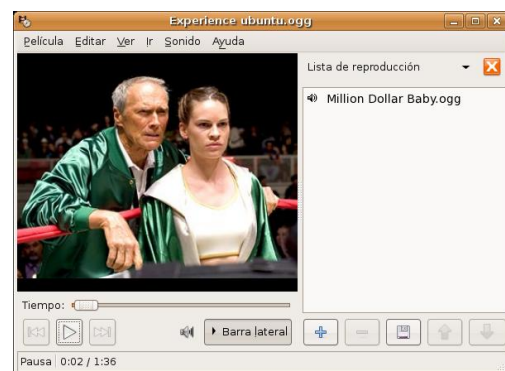 Experience ubuntu.ogg
Película Editar Ver Ir Sonido Ayuda
Lista de reproducción
Million Dollar Baby.ogg
Tiempo:
Barra lateral
Pausa 0:02 / 1:36